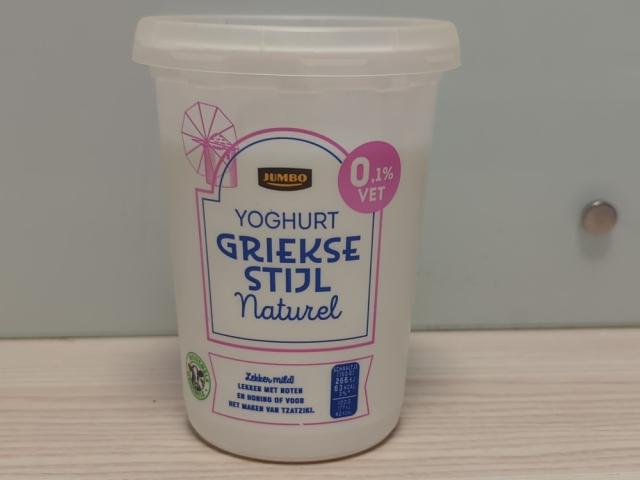 JUMBO
0,1%
VET
YOGHURT
GRIEKSE
STIJL
Naturel
Lekker mild!
LEKKER MET NOTEN
EN HONING OF VOOR
HET MAKEN VAN TZATZIKI.
SCHAALTJE